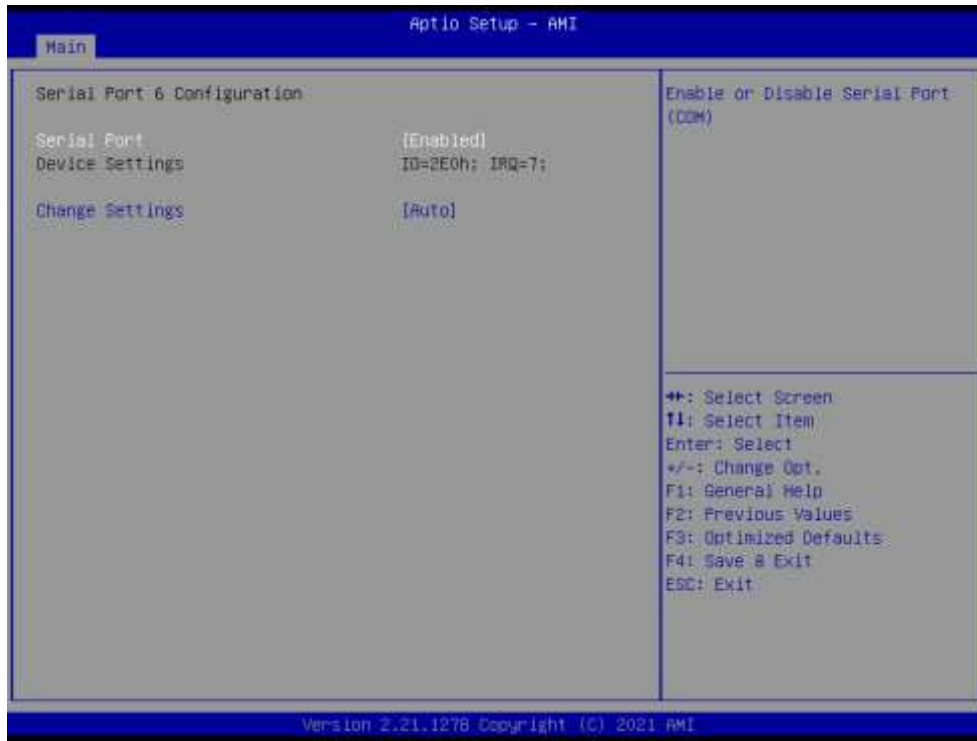 Aptio Setup - AMI
Main
Serial Port 6 Configuration
Serial Port [Enabled]
Device Settings IO=2E0h; IRQ=7;
Change Settings [Auto]
Enable or Disable Serial Port
(COM)
→←: Select Screen
↑↓: Select Item
Enter: Select
+/-: Change Opt.
F1: General Help
F2: Previous Values
F3: Optimized Defaults
F4: Save & Exit
ESC: Exit
Version 2.21.1278 Copyright (C) 2021 AMI